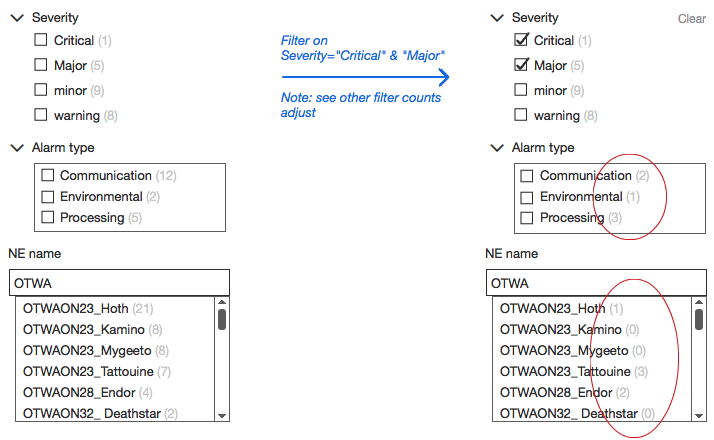 Severity
Critical (1)
Major (5)
minor (9)
warning (8)
Alarm type
Communication (12)
Environmental (2)
Processing (5)
NE name
OTWA
OTWAON23_Hoth (21)
OTWAON23_Kamino (8)
OTWAON23_Mygeeto (8)
OTWAON23_Tattouine (7)
OTWAON28_Endor (4)
OTWAON32_ Deathstar (2)
Filter on
Severity="Critical" & "Major"
Note: see other filter counts
adjust
Severity Clear
Critical (1)
Major (5)
minor (9)
warning (8)
Alarm type
Communication (2)
Environmental (1)
Processing (3)
NE name
OTWA
OTWAON23_Hoth (1)
OTWAON23_Kamino (0)
OTWAON23_Mygeeto (0)
OTWAON23_Tattouine (3)
OTWAON28_Endor (2)
OTWAON32_ Deathstar (0)